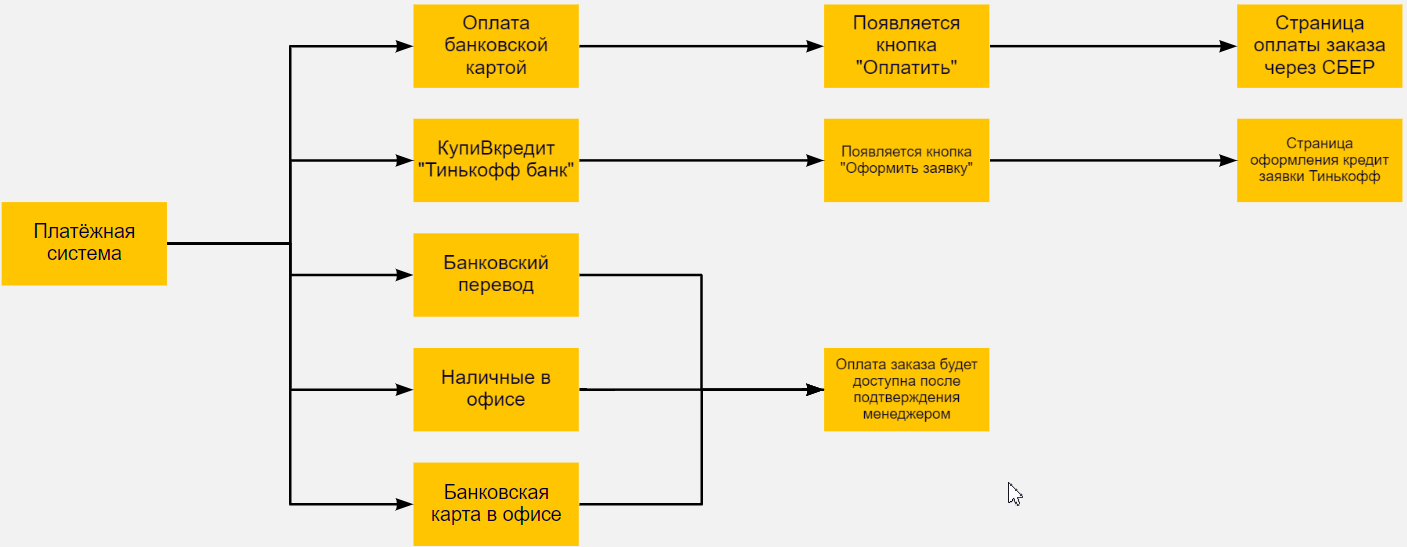 Оплата
банковской
картой
Появляется
кнопка
"Оплатить"
Страница
оплаты заказа
через СБЕР
КупиВкредит
"Тинькофф банк"
Появляется кнопка
"Оформить заявку"
Страница
оформления кредит
заявки Тинькофф
Платёжная
система
Банковский
перевод
Наличные в
офисе
Оплата заказа будет
доступна после
подтверждения
менеджером
Банковская
карта в офисе